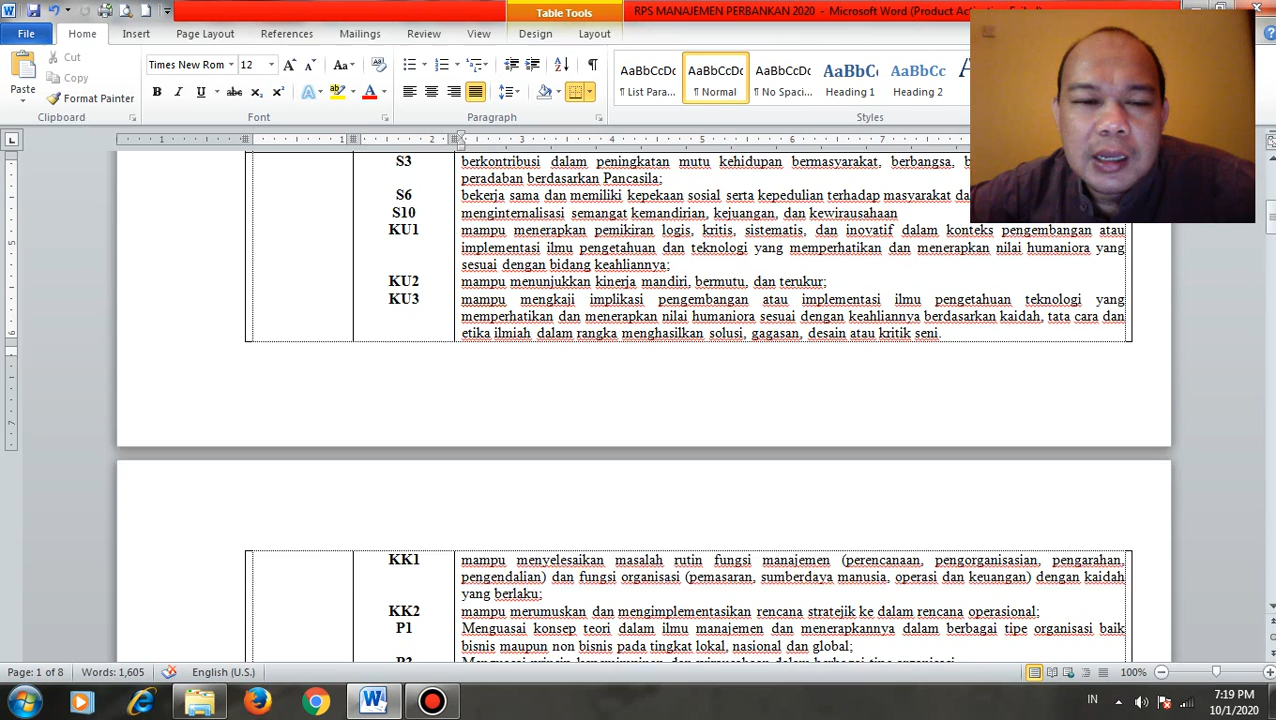 Table Tools
RPS MANAJEMEN PERBANKAN 2020 - Microsoft Word (Product Activation Failed)
File Home Insert Page Layout References Mailings Review View Design Layout
Cut
Copy
Format Painter
Paste
Times New Rom 12
AaBbCcDc AaBbCcDc AaBbCcDc AaBbC AaBbCc
¶ List Para... ¶ Normal ¶ No Spaci... Heading 1 Heading 2
Clipboard Font Paragraph Styles
S3 berkontribusi dalam peningkatan mutu kehidupan bermasyarakat, berbangsa,
peradaban berdasarkan Pancasila;
S6 bekerja sama dan memiliki kepekaan sosial serta kepedulian terhadap masyarakat
S10 menginternalisasi semangat kemandirian, kejuangan, dan kewirausahaan
KU1 mampu menerapkan pemikiran logis, kritis, sistematis, dan inovatif dalam konteks pengembangan atau
implementasi ilmu pengetahuan dan teknologi yang memperhatikan dan menerapkan nilai humaniora yang
sesuai dengan bidang keahliannya;
KU2 mampu menunjukkan kinerja mandiri, bermutu, dan terukur;
KU3 mampu mengkaji implikasi pengembangan atau implementasi ilmu pengetahuan teknologi yang
memperhatikan dan menerapkan nilai humaniora sesuai dengan keahliannya berdasarkan kaidah, tata cara dan
etika ilmiah dalam rangka menghasilkan solusi, gagasan, desain atau kritik seni.
KK1 mampu menyelesaikan masalah rutin fungsi manajemen (perencanaan, pengorganisasian, pengarahan,
pengendalian) dan fungsi organisasi (pemasaran, sumberdaya manusia, operasi dan keuangan) dengan kaidah
yang berlaku;
KK2 mampu merumuskan dan mengimplementasikan rencana stratejik ke dalam rencana operasional;
P1 Menguasai konsep teori dalam ilmu manajemen dan menerapkannya dalam berbagai tipe organisasi baik
bisnis maupun non bisnis pada tingkat lokal, nasional dan global;
Page: 1 of 8 Words: 1,605 English (U.S.) 100%
IN 7:19 PM
10/1/2020